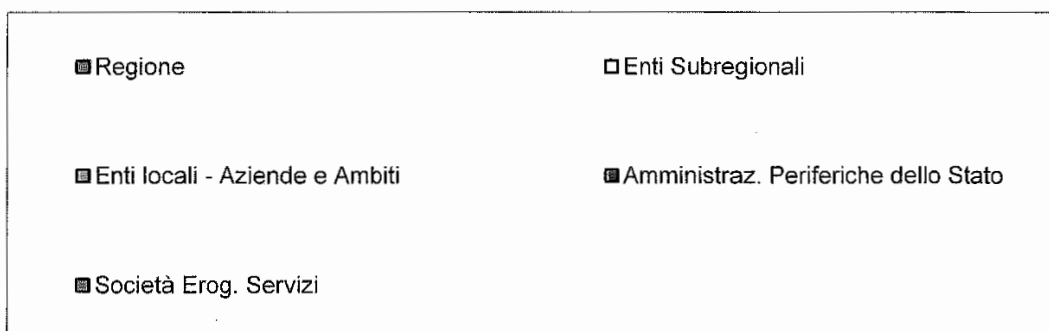 Regione
Enti Subregionali
Enti locali - Aziende e Ambiti
Amministraz. Periferiche dello Stato
Società Erog. Servizi